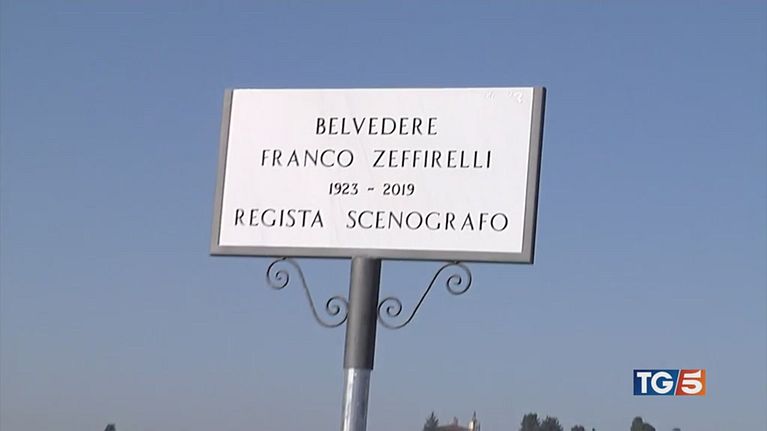 BELVEDERE
FRANCO ZEFFIRELLI
1923 ~ 2019
REGISTA SCENOGRAFO
TG5